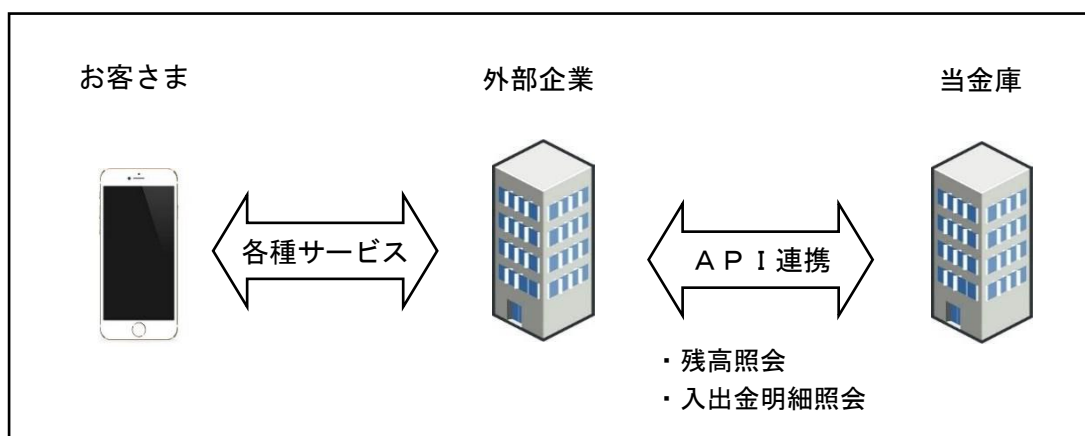 お客さま
外部企業
当金庫
各種サービス
ＡＰＩ連携
・残高照会
・入出金明細照会